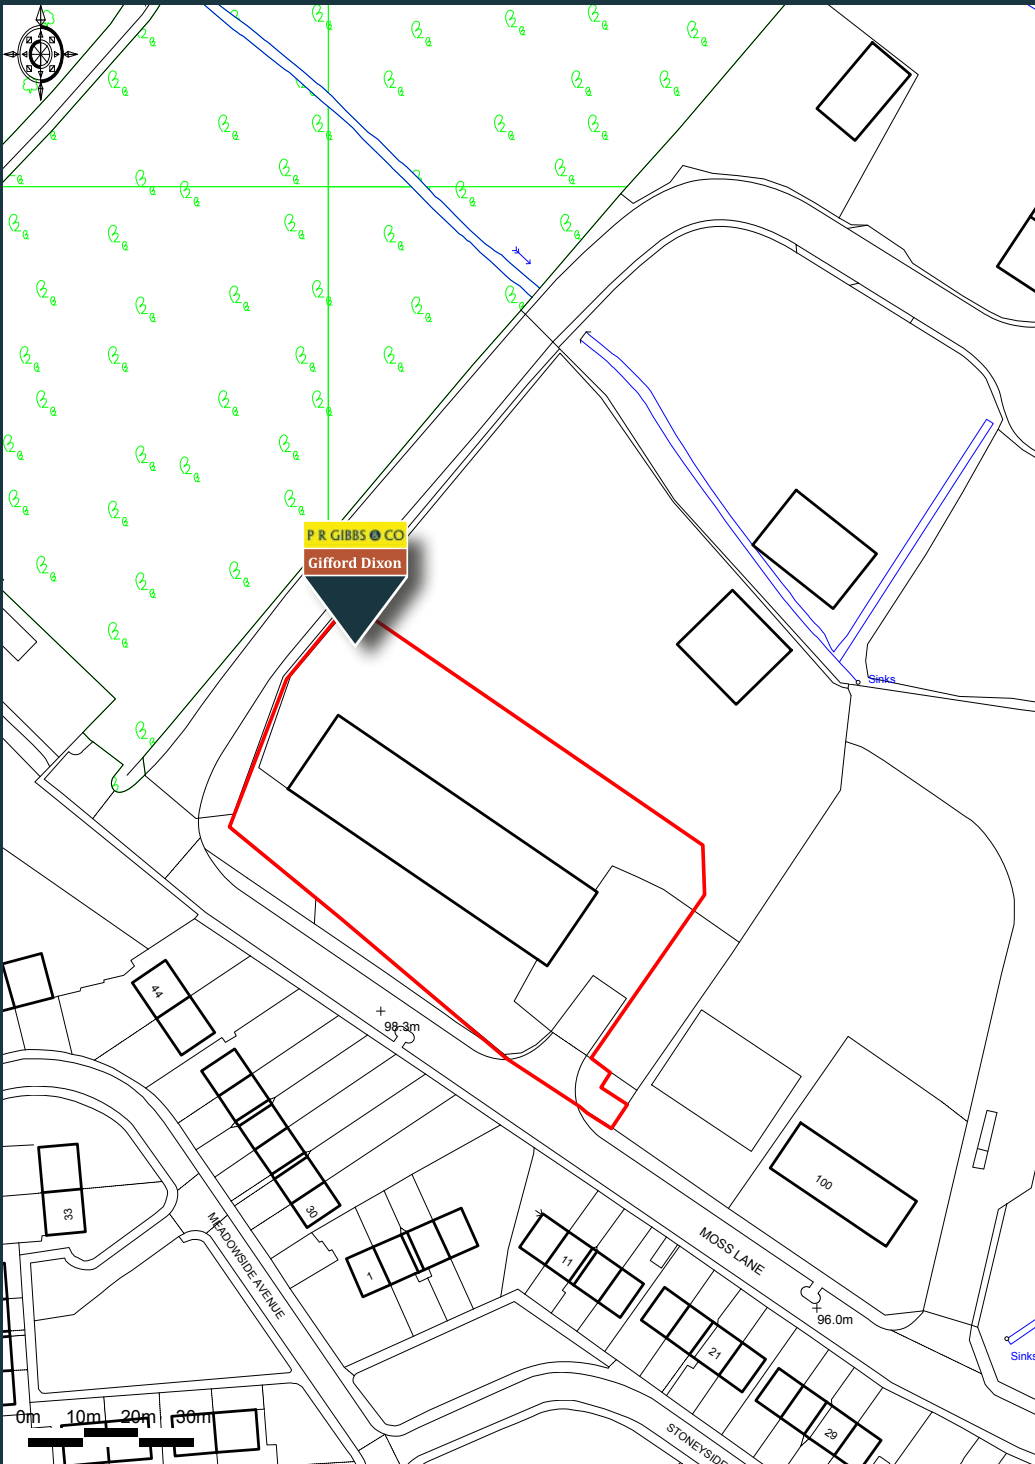 P R GIBBS & CO
Gifford Dixon
Sinks
44
98.3m
30
33
MEADOWSIDE AVENUE
1
11
100
MOSS LANE
96.0m
21
Sinks
29
STONEYSIDE
0m 10m 20m 30m